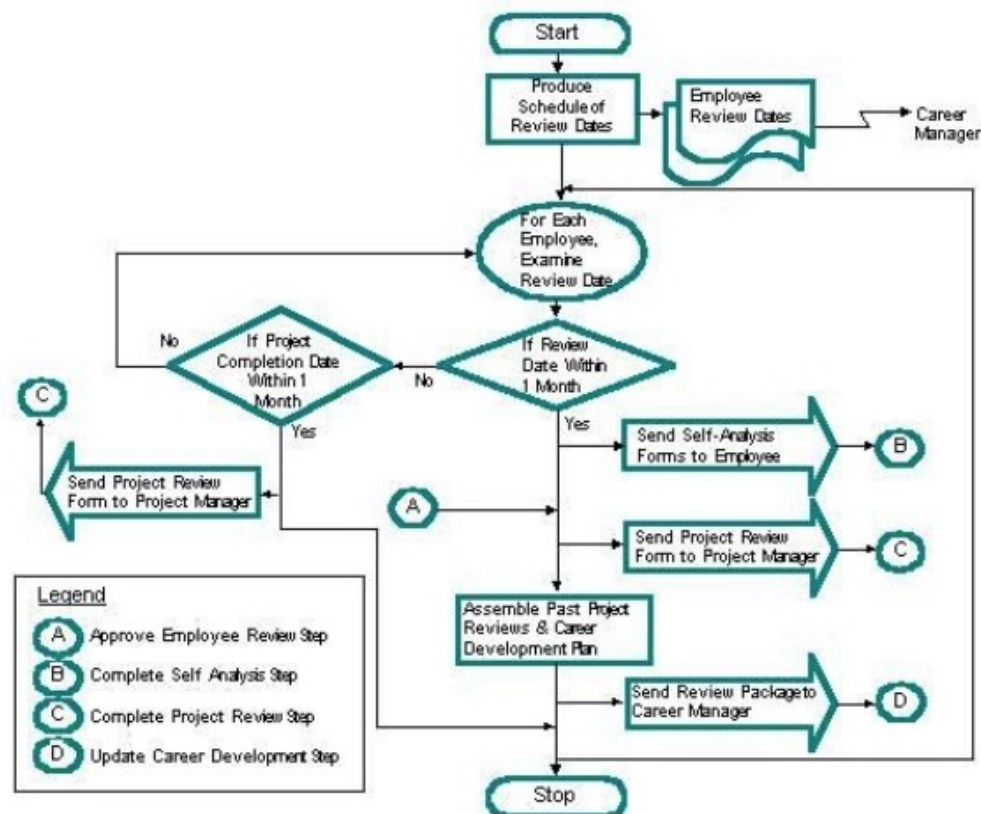 Start
Produce
Schedule of
Review Dates
Employee
Review Dates
Career
Manager
For Each
Employee,
Examine
Review Date
If Review
Date Within
1 Month
No
Yes
If Project
Completion Date
Within 1
Month
No
Yes
C
Send Project Review
Form to Project Manager
Send Self-Analysis
Forms to Employee
B
A
Send Project Review
Form to Project Manager
C
Assemble Past Project
Reviews & Career
Development Plan
Send Review Package to
Career Manager
D
Stop
Legend
A Approve Employee Review Step
B Complete Self Analysis Step
C Complete Project Review Step
D Update Career Development Step